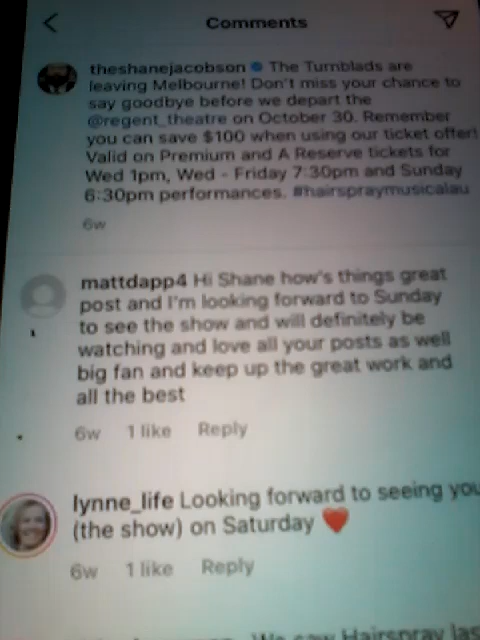 Comments
theshanejacobson The Turnblads are
leaving Melbourne! Don't miss your chance to
say goodbye before we depart the
@regent_theatre on October 30. Remember
you can save $100 when using our ticket offer!
Valid on Premium and A Reserve tickets for
Wed 1pm, Wed - Friday 7:30pm and Sunday
6:30pm performances. #hairspraymusicalau
6w
mattdapp4 Hi Shane how's things great
post and I'm looking forward to Sunday
to see the show and will definitely be
watching and love all your posts as well
big fan and keep up the great work and
all the best
6w 1 like Reply
lynne_life Looking forward to seeing you
(the show) on Saturday ❤️
6w 1 like Reply
We saw Hairspray las